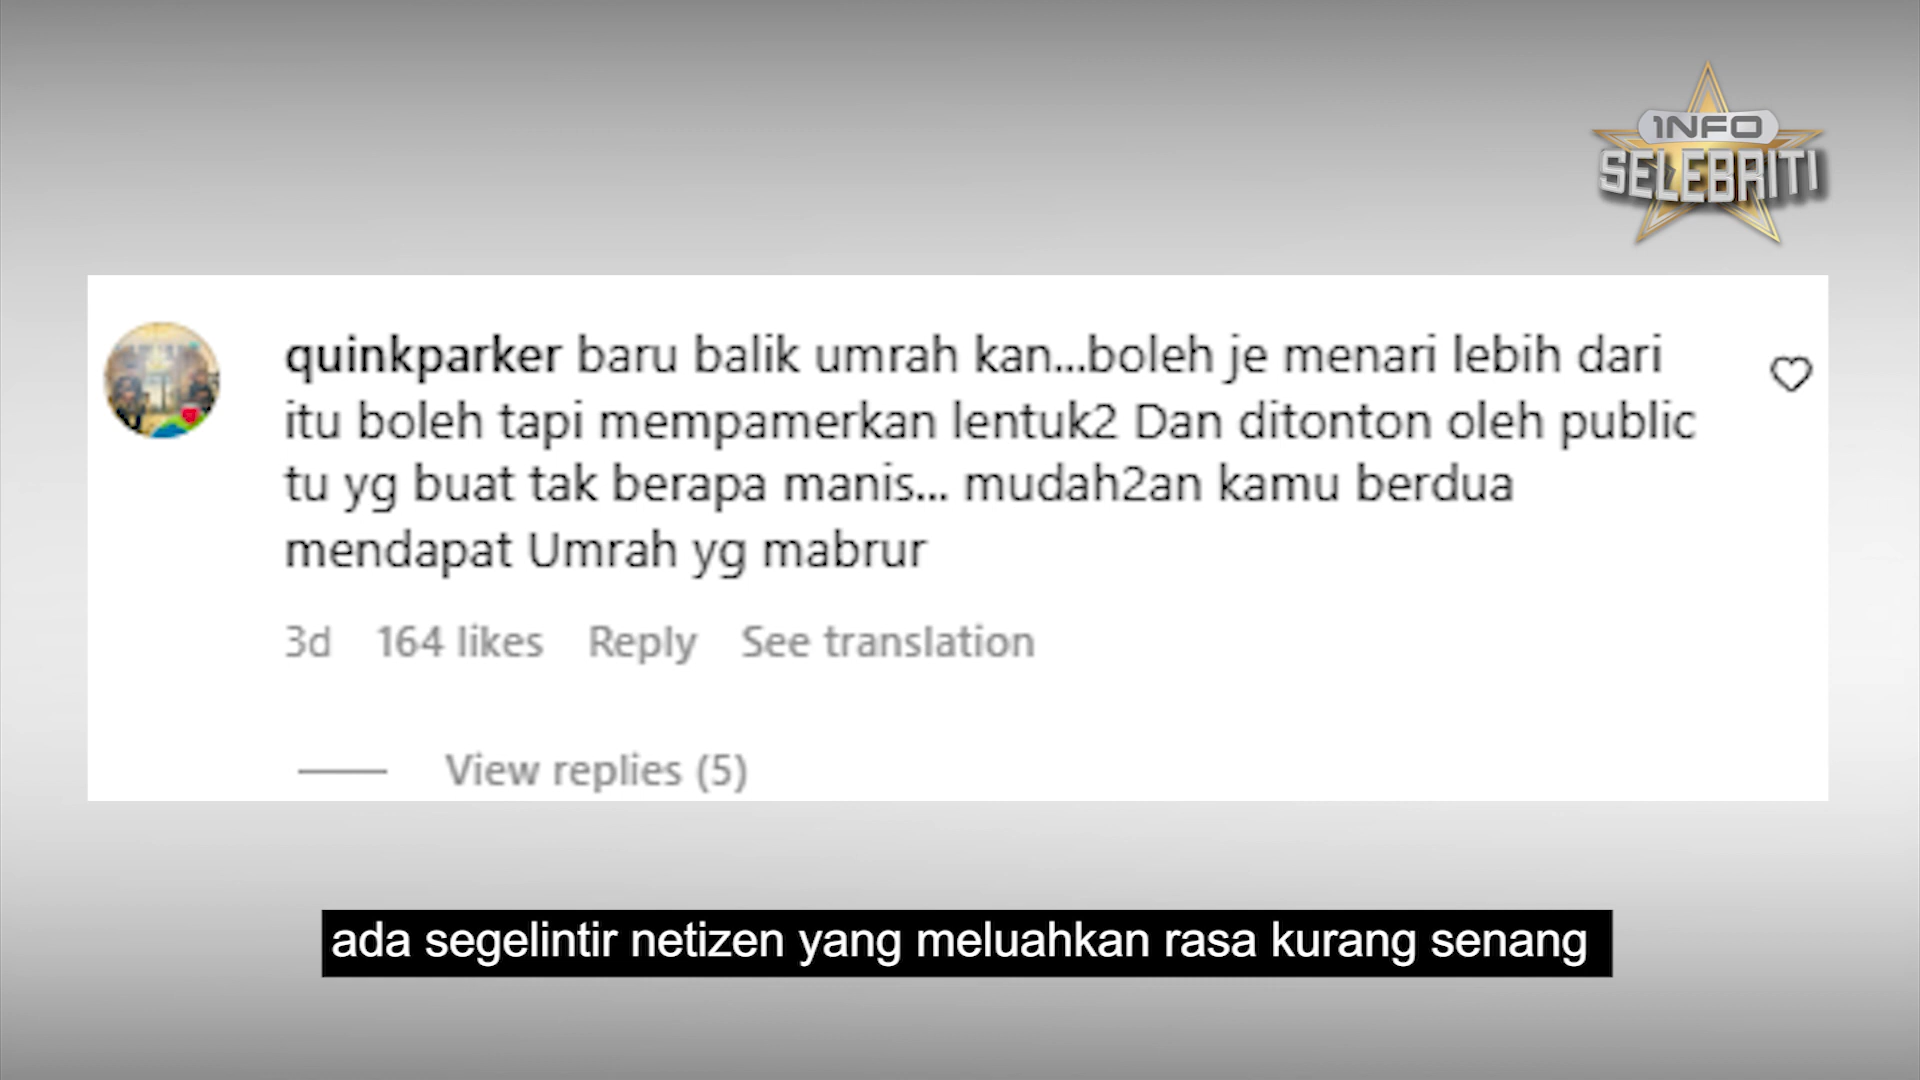 1NFO
SELEBRITI
quinkparker baru balik umrah kan...boleh je menari lebih dari
itu boleh tapi mempamerkan lentuk2 Dan ditonton oleh public
tu yg buat tak berapa manis... mudah2an kamu berdua
mendapat Umrah yg mabrur
3d 164 likes Reply See translation
View replies (5)
ada segelintir netizen yang meluahkan rasa kurang senang